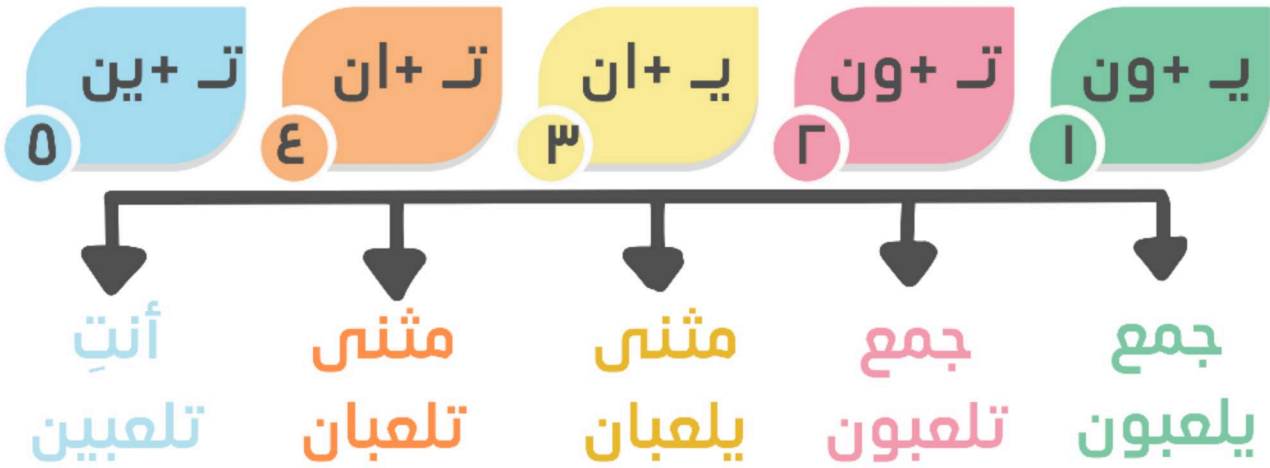 يـ +ون
١
تـ +ون
٢
يـ +ان
٣
تـ +ان
٤
تـ +ين
٥
جمع
يلعبون
جمع
تلعبون
مثنى
يلعبان
مثنى
تلعبان
أنتِ
تلعبين